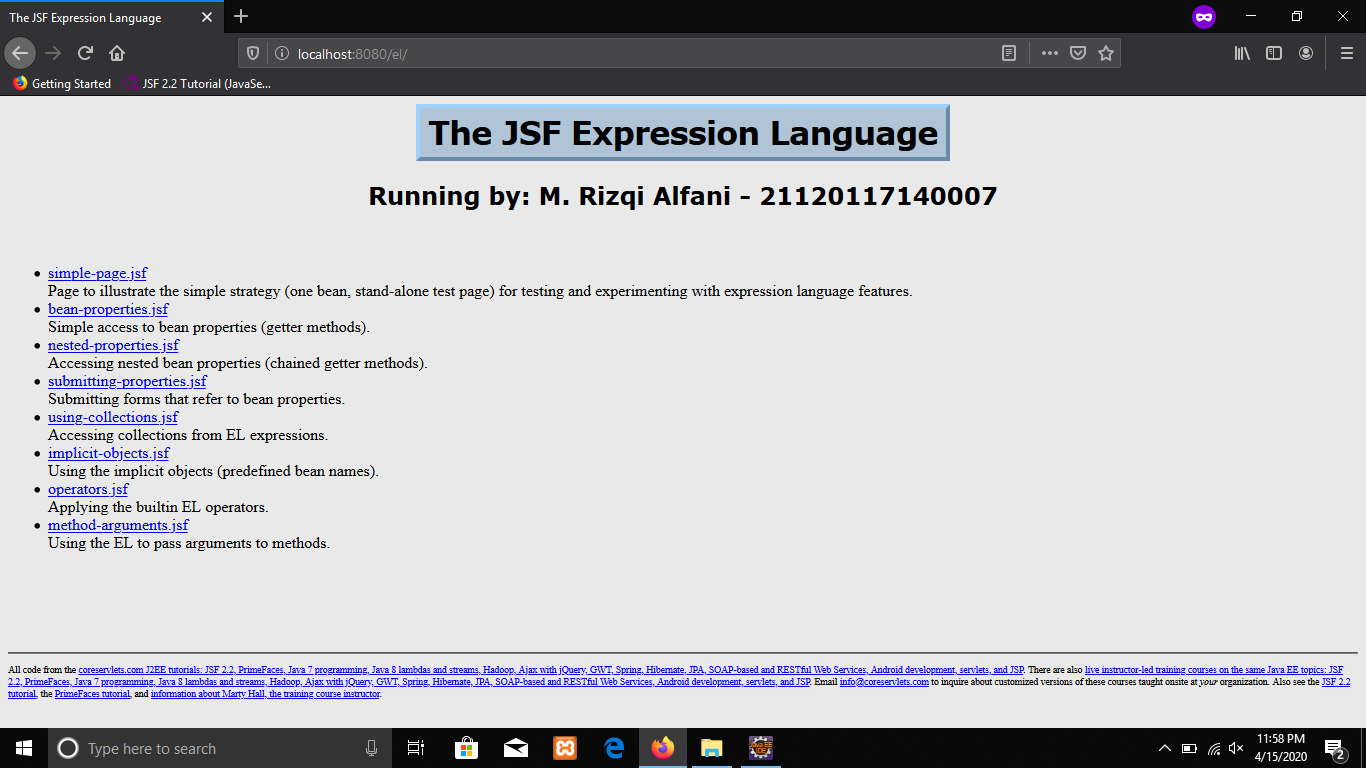 The JSF Expression Language
localhost:8080/el/
Getting Started
JSF 2.2 Tutorial (JavaSe...
The JSF Expression Language
Running by: M. Rizqi Alfani - 21120117140007
simple-page.jsf
Page to illustrate the simple strategy (one bean, stand-alone test page) for testing and experimenting with expression language features.
bean-properties.jsf
Simple access to bean properties (getter methods).
nested-properties.jsf
Accessing nested bean properties (chained getter methods).
submitting-properties.jsf
Submitting forms that refer to bean properties.
using-collections.jsf
Accessing collections from EL expressions.
implicit-objects.jsf
Using the implicit objects (predefined bean names).
operators.jsf
Applying the builtin EL operators.
method-arguments.jsf
Using the EL to pass arguments to methods.
All code from the coreservlets.com J2EE tutorials: JSF 2.2, PrimeFaces, Java 7 programming, Java 8 lambdas and streams, Hadoop, Ajax with jQuery, GWT, Spring, Hibernate, JPA, SOAP-based and RESTful Web Services, Android development, servlets, and JSP. There are also live instructor-led training courses on the same Java EE topics: JSF
2.2, PrimeFaces, Java 7 programming, Java 8 lambdas and streams, Hadoop, Ajax with jQuery, GWT, Spring, Hibernate, JPA, SOAP-based and RESTful Web Services, Android development, servlets, and JSP. Email info@coreservlets.com to inquire about customized versions of these courses taught onsite at your organization. Also see the JSF 2.2
tutorial, the PrimeFaces tutorial, and information about Marty Hall, the training course instructor.
Type here to search
Java EE
IDE
11:58 PM
4/15/2020
2